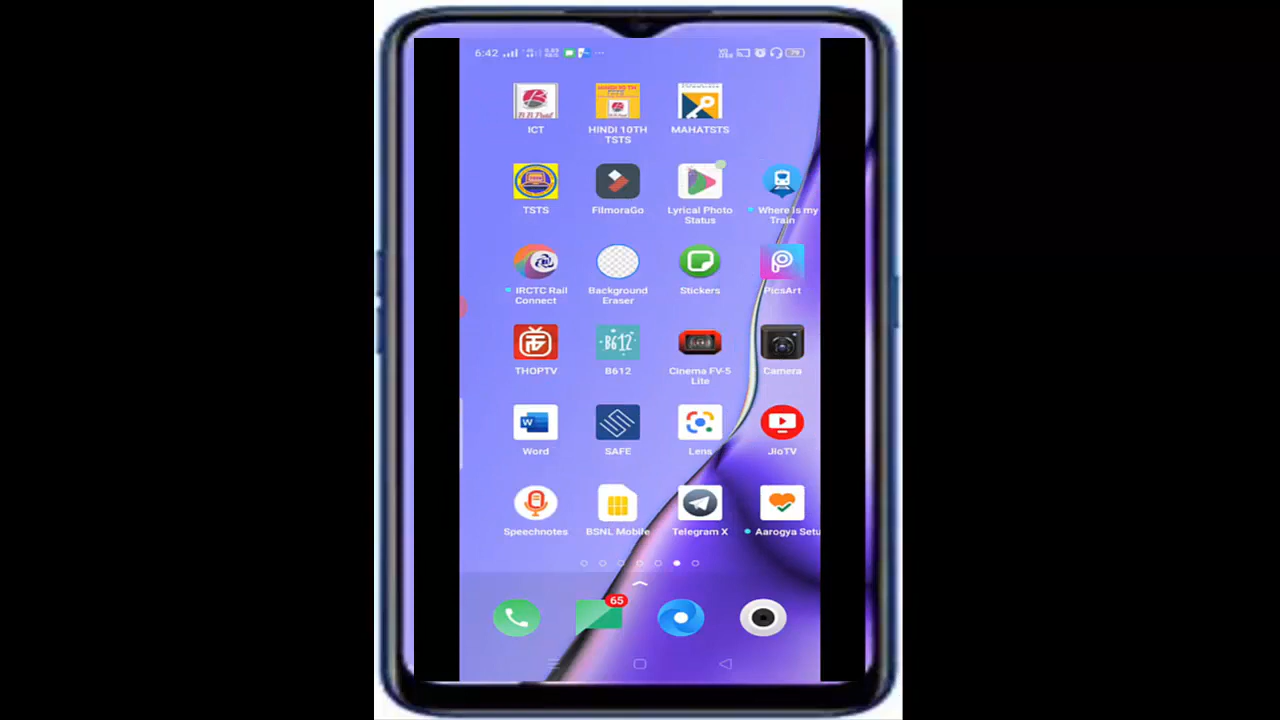 6:42
79
ICT
HINDI 10TH
TSTS
MAHATSTS
TSTS
FilmoraGo
Lyrical Photo
Status
Where is my
Train
IRCTC Rail
Connect
Background
Eraser
Stickers
PicsArt
THOPTV
B612
B612
Cinema FV-5
Lite
Camera
W
Word
SAFE
Lens
JioTV
Speechnotes
BSNL Mobile
Telegram X
Aarogya Setu
65